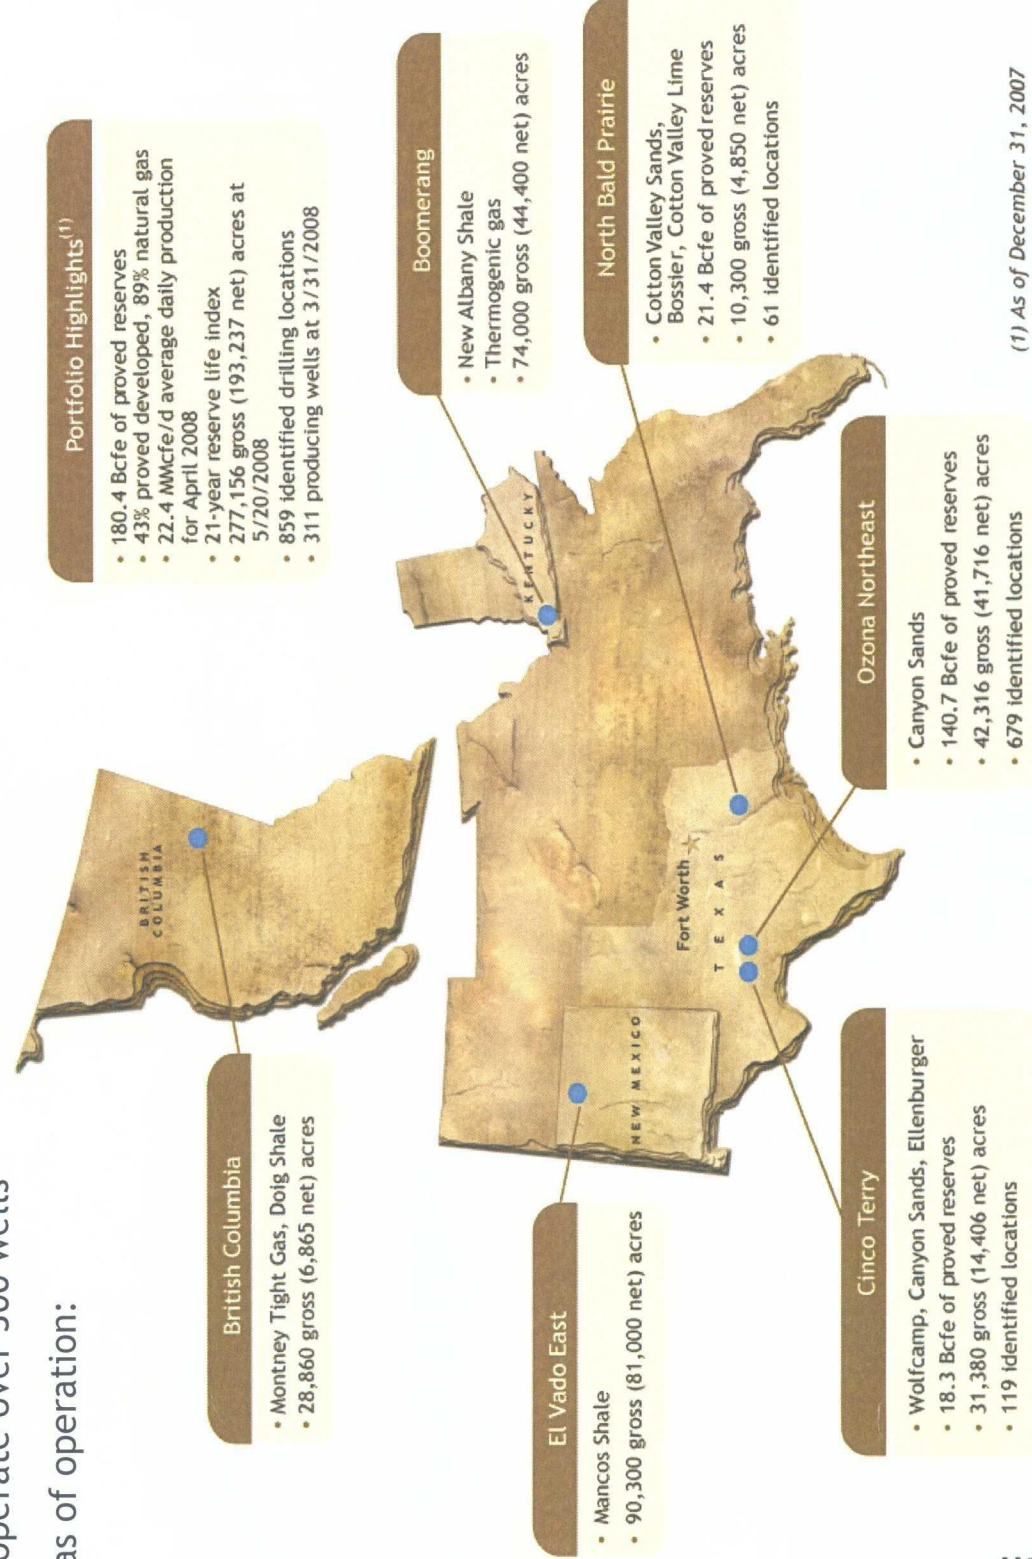 operate over 300 wells
as of operation:
Portfolio Highlights(1)
• 180.4 Bcfe of proved reserves
• 43% proved developed, 89% natural gas
• 22.4 MMcfe/d average daily production
for April 2008
• 21-year reserve life index
• 277,156 gross (193,237 net) acres at
5/20/2008
• 859 identified drilling locations
• 311 producing wells at 3/31/2008
British Columbia
• Montney Tight Gas, Doig Shale
• 28,860 gross (6,865 net) acres
BRITISH
COLUMBIA
Boomerang
• New Albany Shale
• Thermogenic gas
• 74,000 gross (44,400 net) acres
KENTUCKY
El Vado East
• Mancos Shale
• 90,300 gross (81,000 net) acres
NEW MEXICO
Fort Worth
TEXAS
North Bald Prairie
• Cotton Valley Sands,
Bossier, Cotton Valley Lime
• 21.4 Bcfe of proved reserves
• 10,300 gross (4,850 net) acres
• 61 identified locations
Cinco Terry
• Wolfcamp, Canyon Sands, Ellenburger
• 18.3 Bcfe of proved reserves
• 31,380 gross (14,406 net) acres
• 119 identified locations
Ozona Northeast
• Canyon Sands
• 140.7 Bcfe of proved reserves
• 42,316 gross (41,716 net) acres
• 679 identified locations
(1) As of December 31, 2007